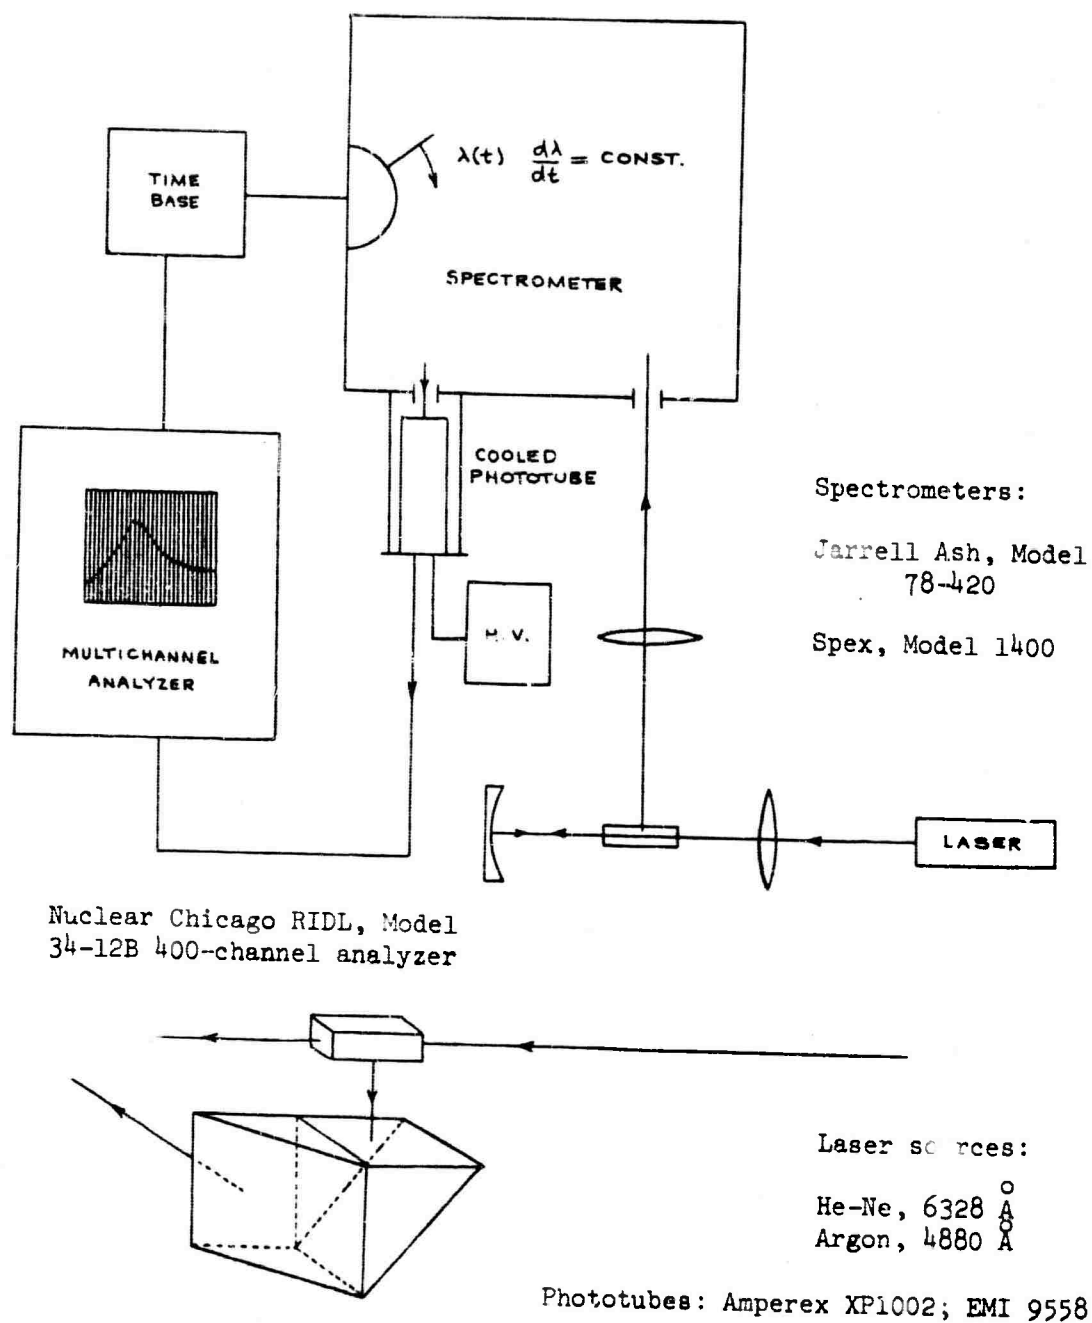 λ(t) dλ/dt = CONST.
TIME
BASE
SPECTROMETER
COOLED
PHOTOTUBE
Spectrometers:
Jarrell Ash, Model
78-420
H.V.
Spex, Model 1400
MULTICHANNEL
ANALYZER
LASER
Nuclear Chicago RIDL, Model
34-12B 400-channel analyzer
Laser sources:
He-Ne, 6328 Å
Argon, 4880 Å
Phototubes: Amperex XP1002; EMI 9558